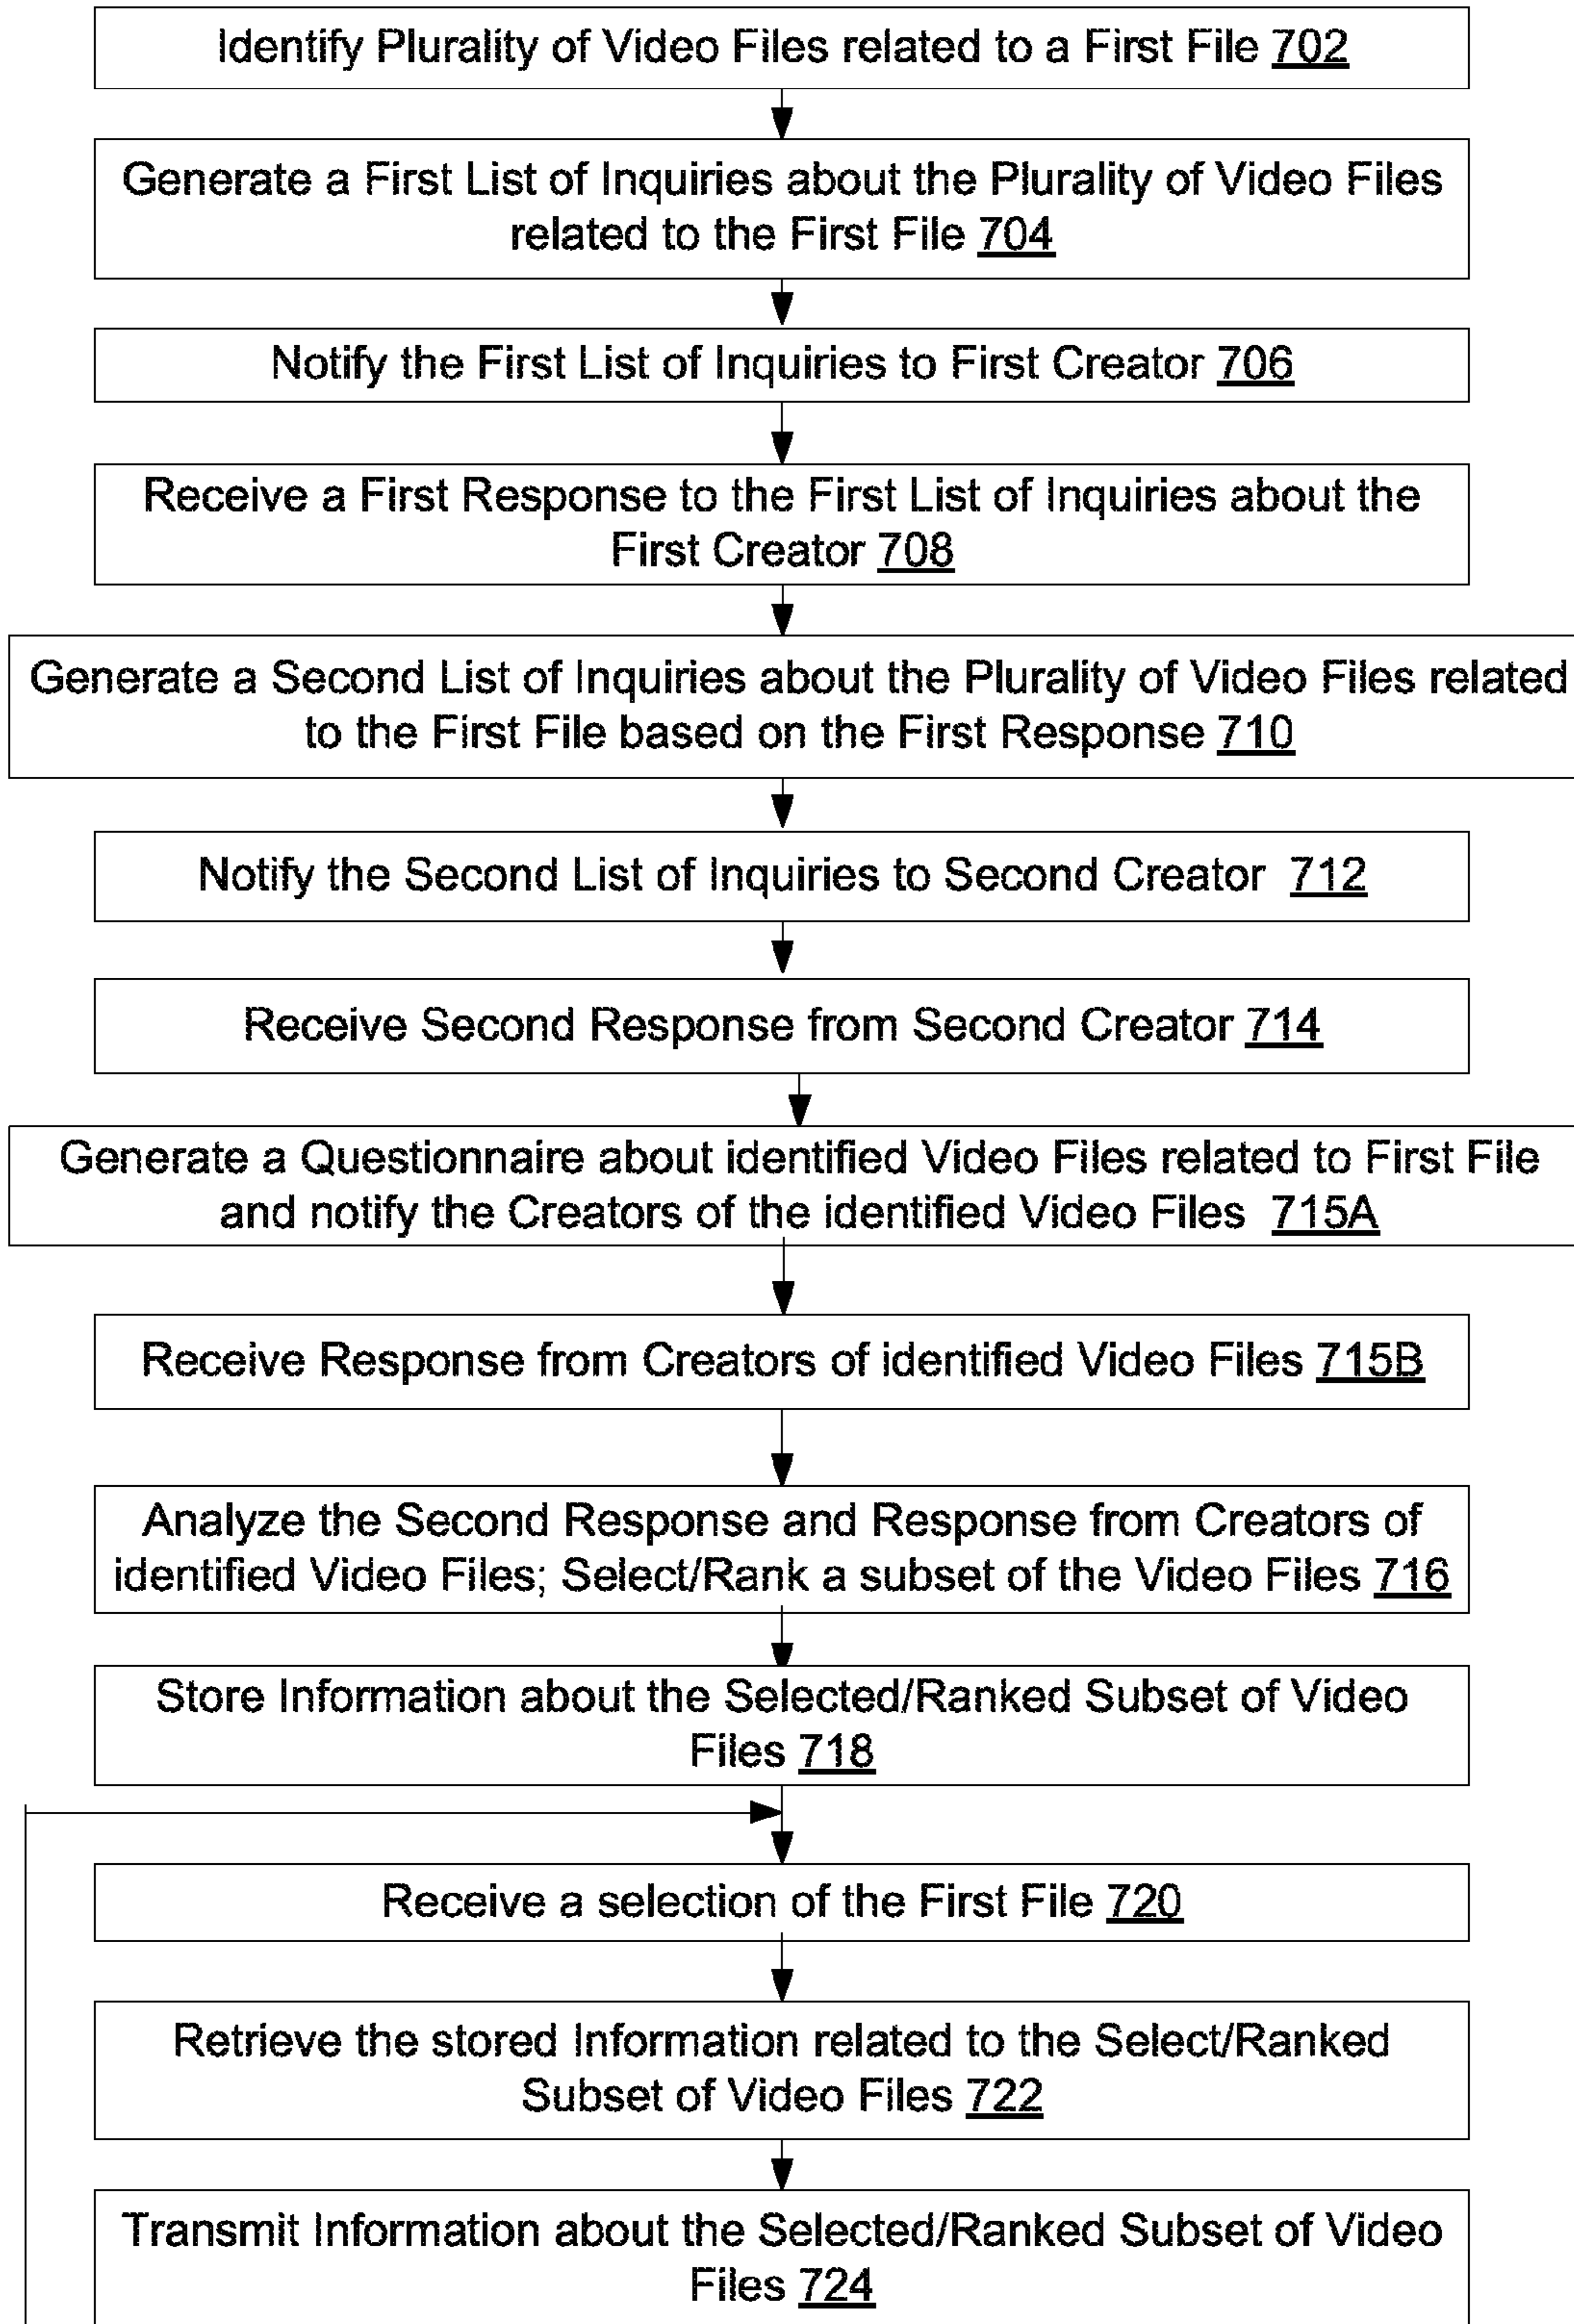 Identify Plurality of Video Files related to a First File 702
Generate a First List of Inquiries about the Plurality of Video Files
related to the First File 704
Notify the First List of Inquiries to First Creator 706
Receive a First Response to the First List of Inquiries about the
First Creator 708
Generate a Second List of Inquiries about the Plurality of Video Files related
to the First File based on the First Response 710
Notify the Second List of Inquiries to Second Creator 712
Receive Second Response from Second Creator 714
Generate a Questionnaire about identified Video Files related to First File
and notify the Creators of the identified Video Files 715A
Receive Response from Creators of identified Video Files 715B
Analyze the Second Response and Response from Creators of
identified Video Files; Select/Rank a subset of the Video Files 716
Store Information about the Selected/Ranked Subset of Video
Files 718
Receive a selection of the First File 720
Retrieve the stored Information related to the Select/Ranked
Subset of Video Files 722
Transmit Information about the Selected/Ranked Subset of Video
Files 724